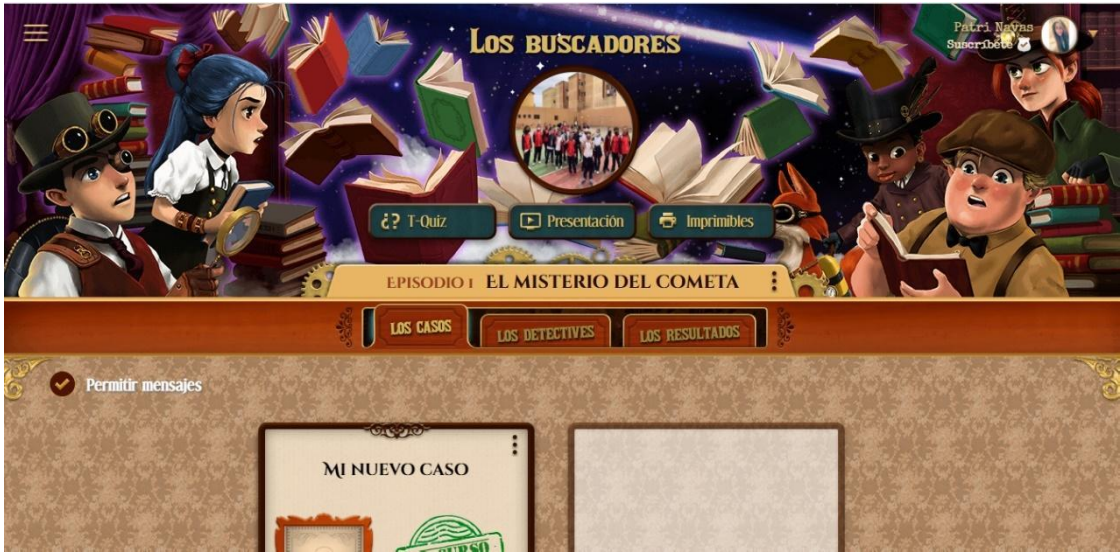 Los buscadores
Patri Navas
Suscríbete
¿? T-Quiz
Presentación
Imprimibles
Episodio 1 El misterio del cometa
Los casos
Los detectives
Los resultados
Permitir mensajes
Mi nuevo caso